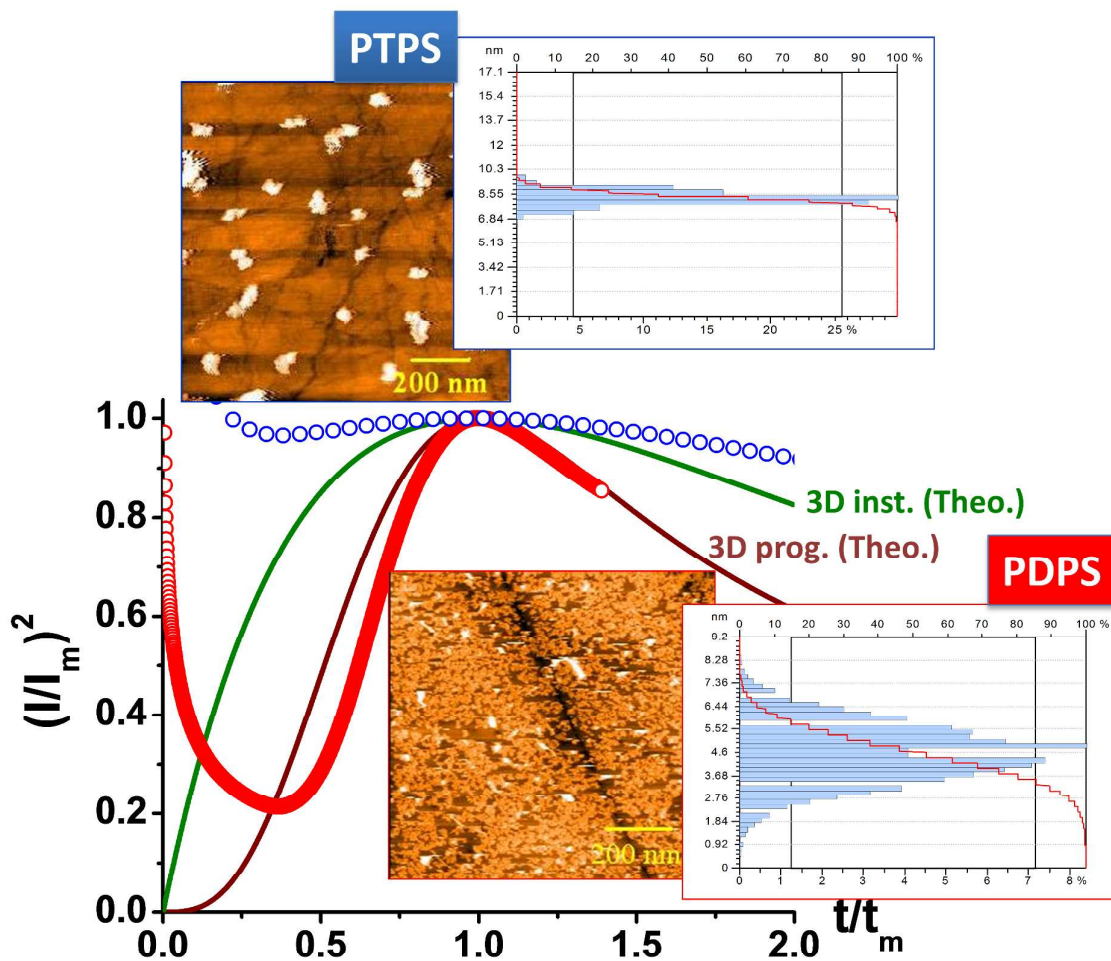 PTPS
nm
0 10 20 30 40 50 60 70 80 90 100 %
17.1
15.4
13.7
12
10.3
8.55
6.84
5.13
3.42
1.71
0
0 5 10 15 20 25 %
200 nm
1.0
0.8
0.6
0.4
0.2
0.0
(I/Im)2
3D inst. (Theo.)
3D prog. (Theo.)
PDPS
nm
0 10 20 30 40 50 60 70 80 90 100 %
9.2
8.28
7.36
6.44
5.52
4.6
3.68
2.76
1.84
0.92
0
0 1 2 3 4 5 6 7 8 %
200 nm
0.0 0.5 1.0 1.5 2.0
t/tm